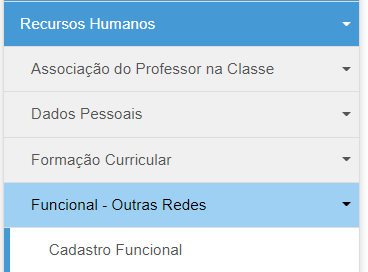 Recursos Humanos
Associação do Professor na Classe
Dados Pessoais
Formação Curricular
Funcional - Outras Redes
Cadastro Funcional